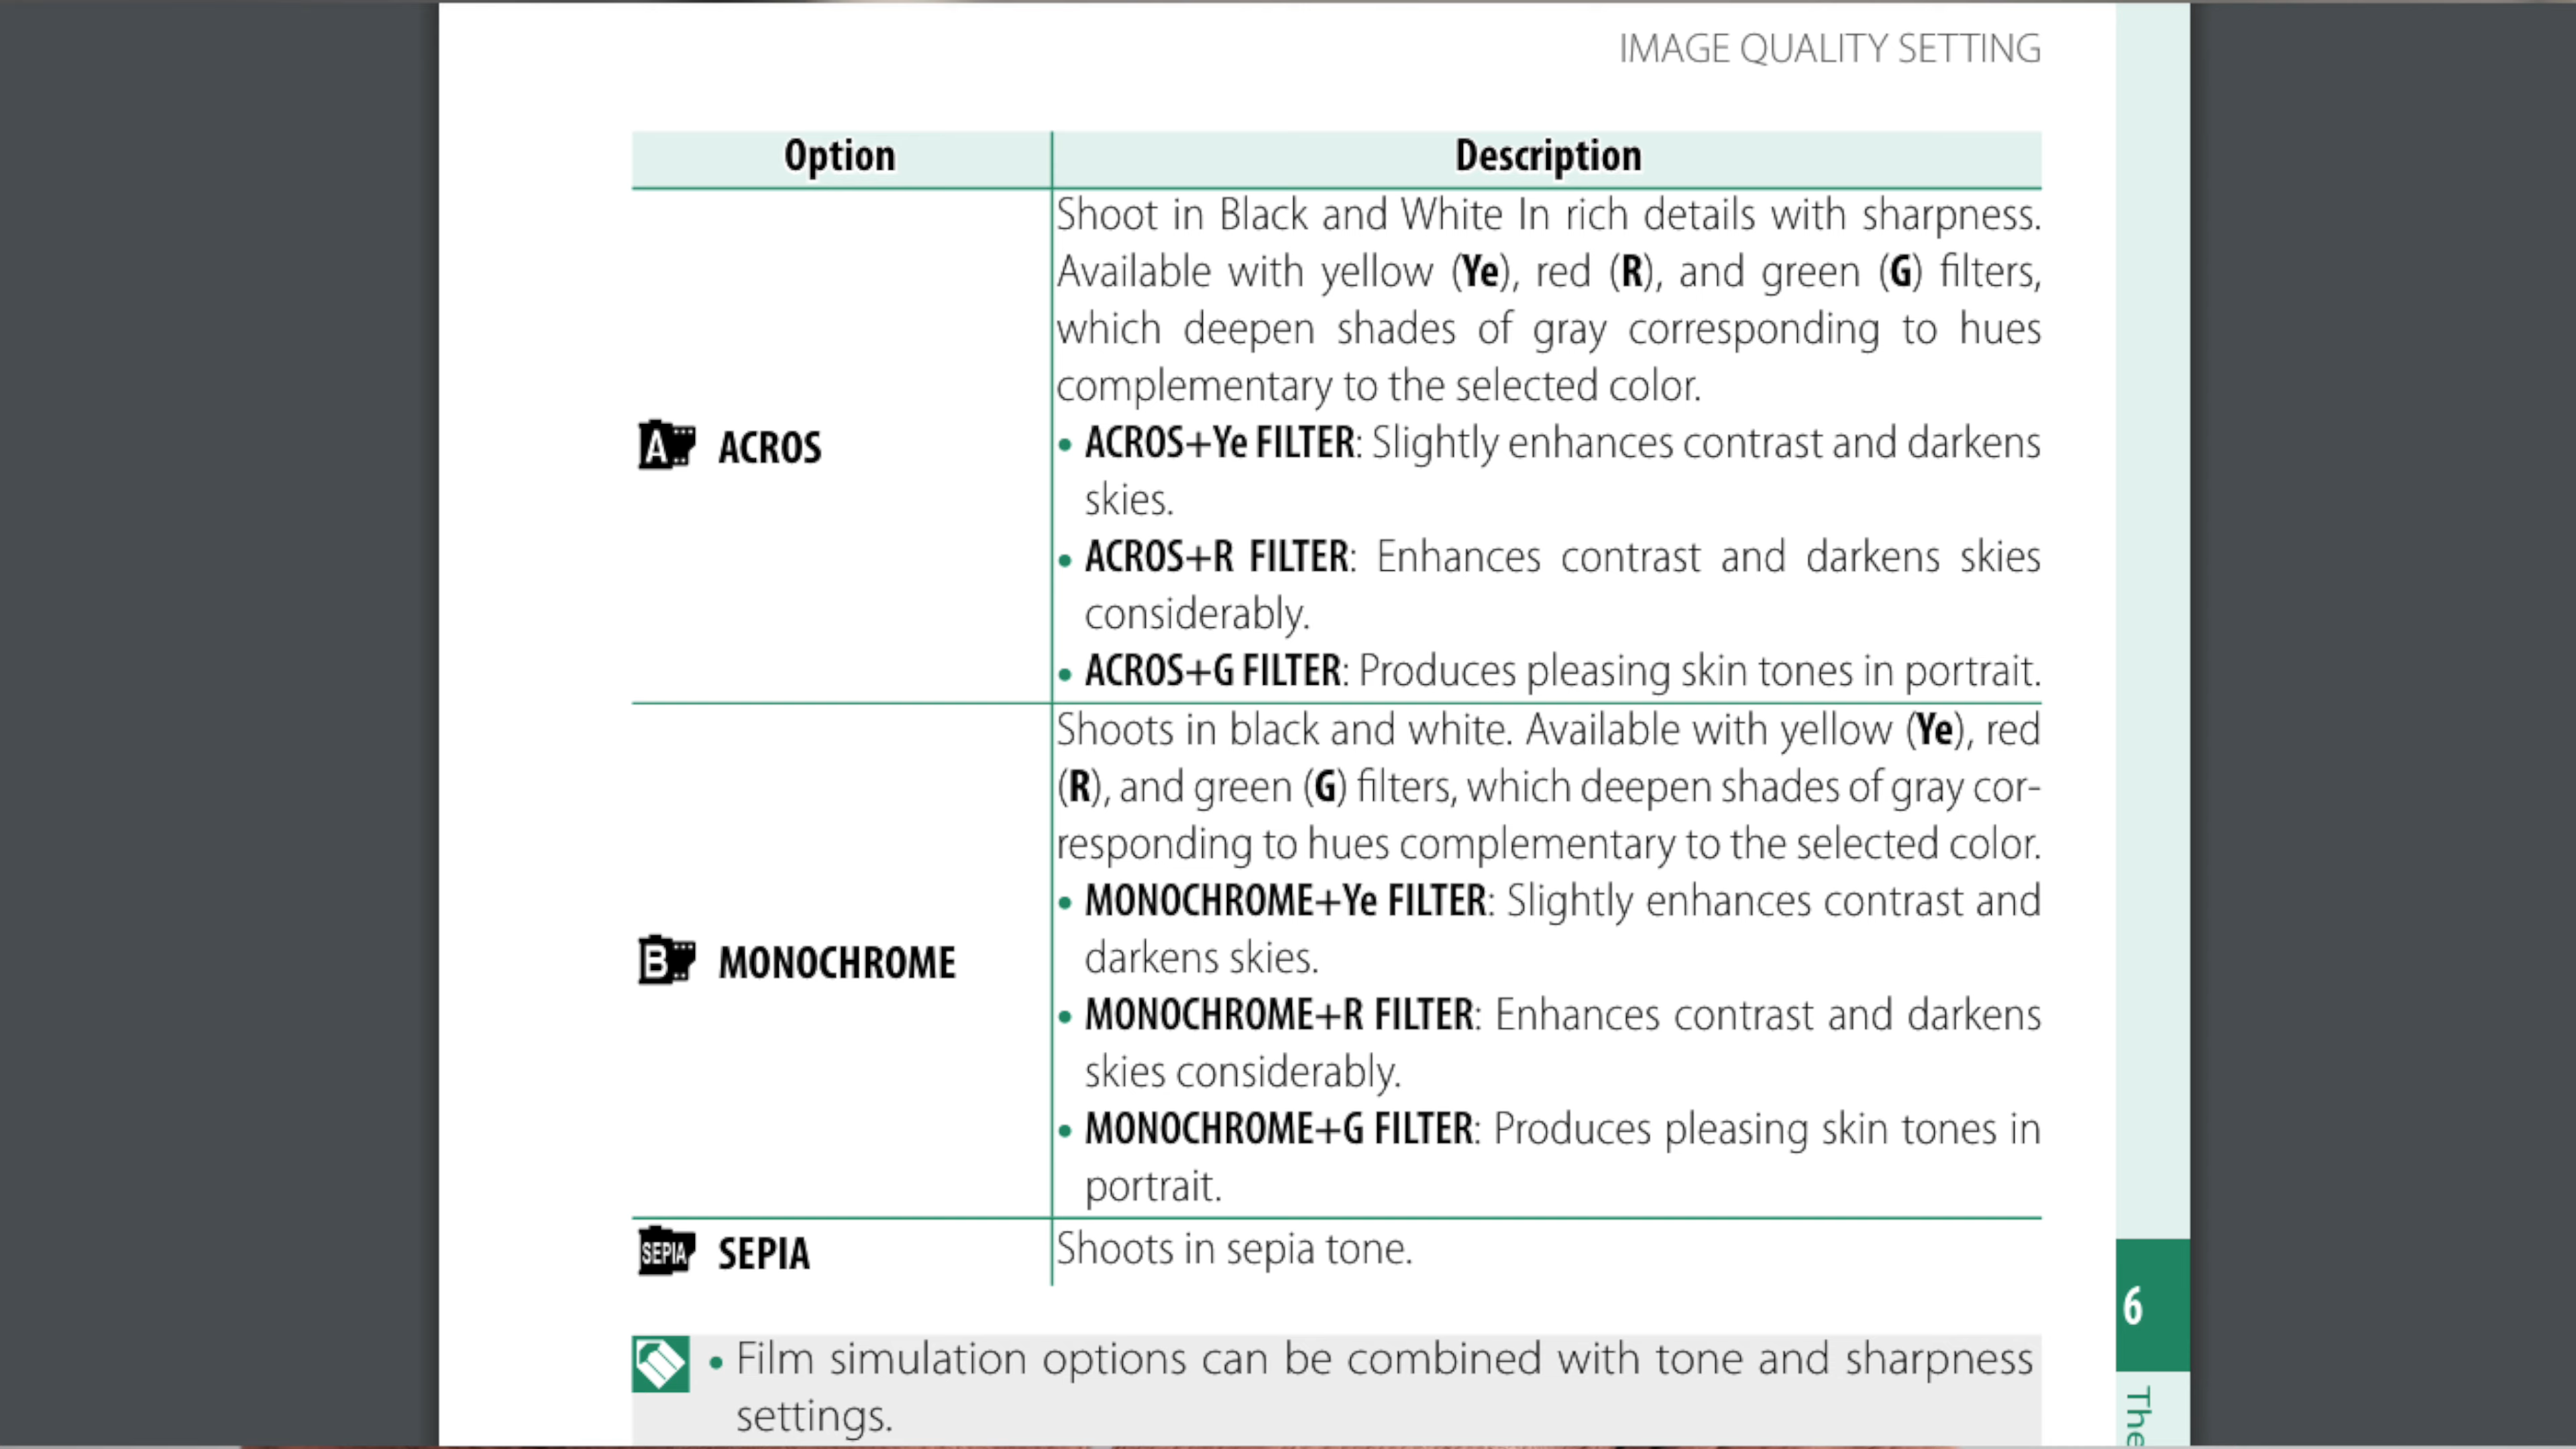 IMAGE QUALITY SETTING
Option Description
Shoot in Black and White In rich details with sharpness.
Available with yellow (Ye), red (R), and green (G) filters,
which deepen shades of gray corresponding to hues
complementary to the selected color.
A ACROS
• ACROS+Ye FILTER: Slightly enhances contrast and darkens
skies.
• ACROS+R FILTER: Enhances contrast and darkens skies
considerably.
• ACROS+G FILTER: Produces pleasing skin tones in portrait.
Shoots in black and white. Available with yellow (Ye), red
(R), and green (G) filters, which deepen shades of gray cor-
responding to hues complementary to the selected color.
• MONOCHROME+Ye FILTER: Slightly enhances contrast and
darkens skies.
B MONOCHROME
• MONOCHROME+R FILTER: Enhances contrast and darkens
skies considerably.
• MONOCHROME+G FILTER: Produces pleasing skin tones in
portrait.
SEPIA SEPIA Shoots in sepia tone.
6
The
• Film simulation options can be combined with tone and sharpness
settings.